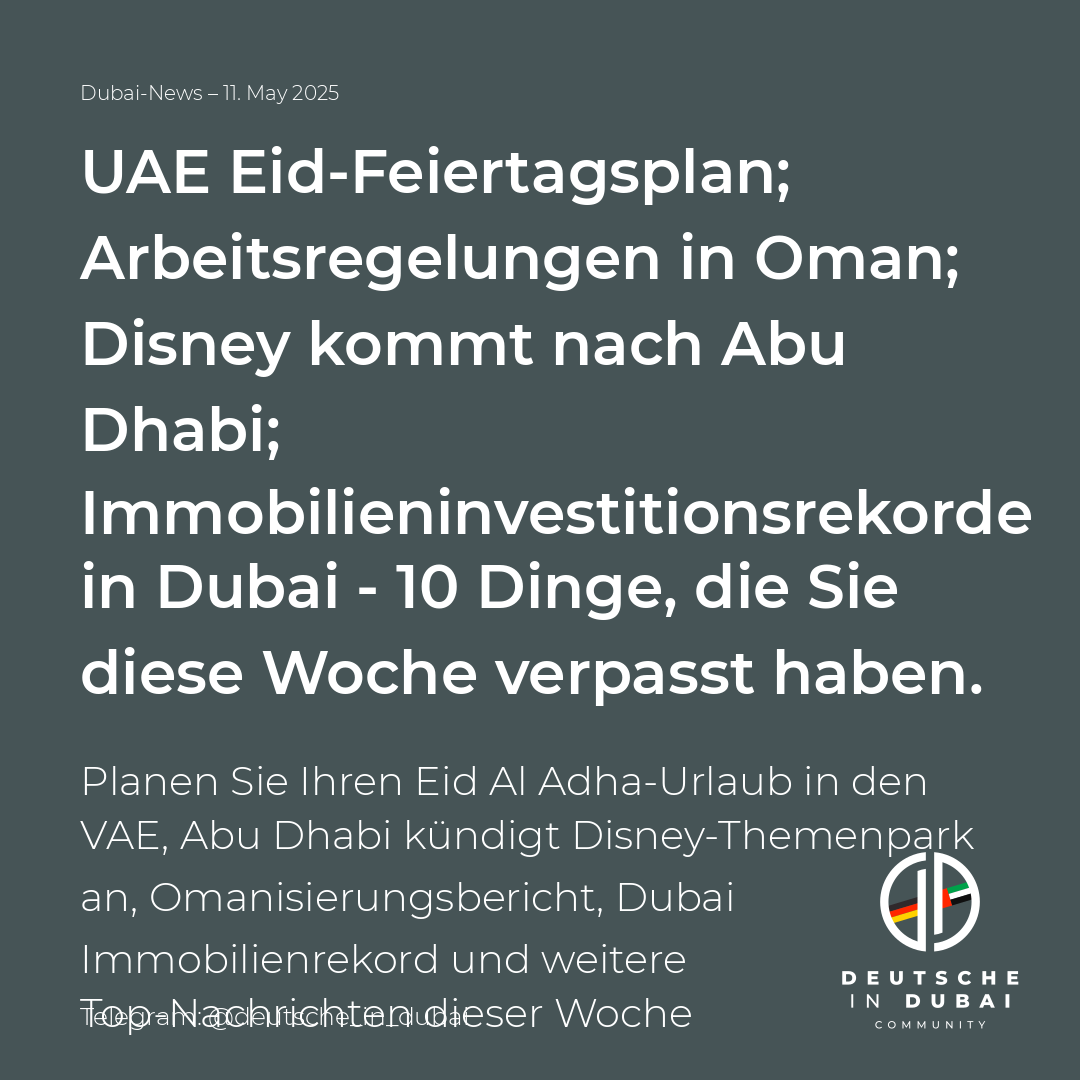 Dubai-News – 11. May 2025
UAE Eid-Feiertagsplan;
Arbeitsregelungen in Oman;
Disney kommt nach Abu
Dhabi;
Immobilieninvestitionsrekorde
in Dubai - 10 Dinge, die Sie
diese Woche verpasst haben.
Planen Sie Ihren Eid Al Adha-Urlaub in den
VAE, Abu Dhabi kündigt Disney-Themenpark
an, Omanisierungsbericht, Dubai
Immobilienrekord und weitere
Top-Nachrichten dieser Woche
Telegram: @deutsche_in_dubai
DEUTSCHE
IN DUBAI
COMMUNITY